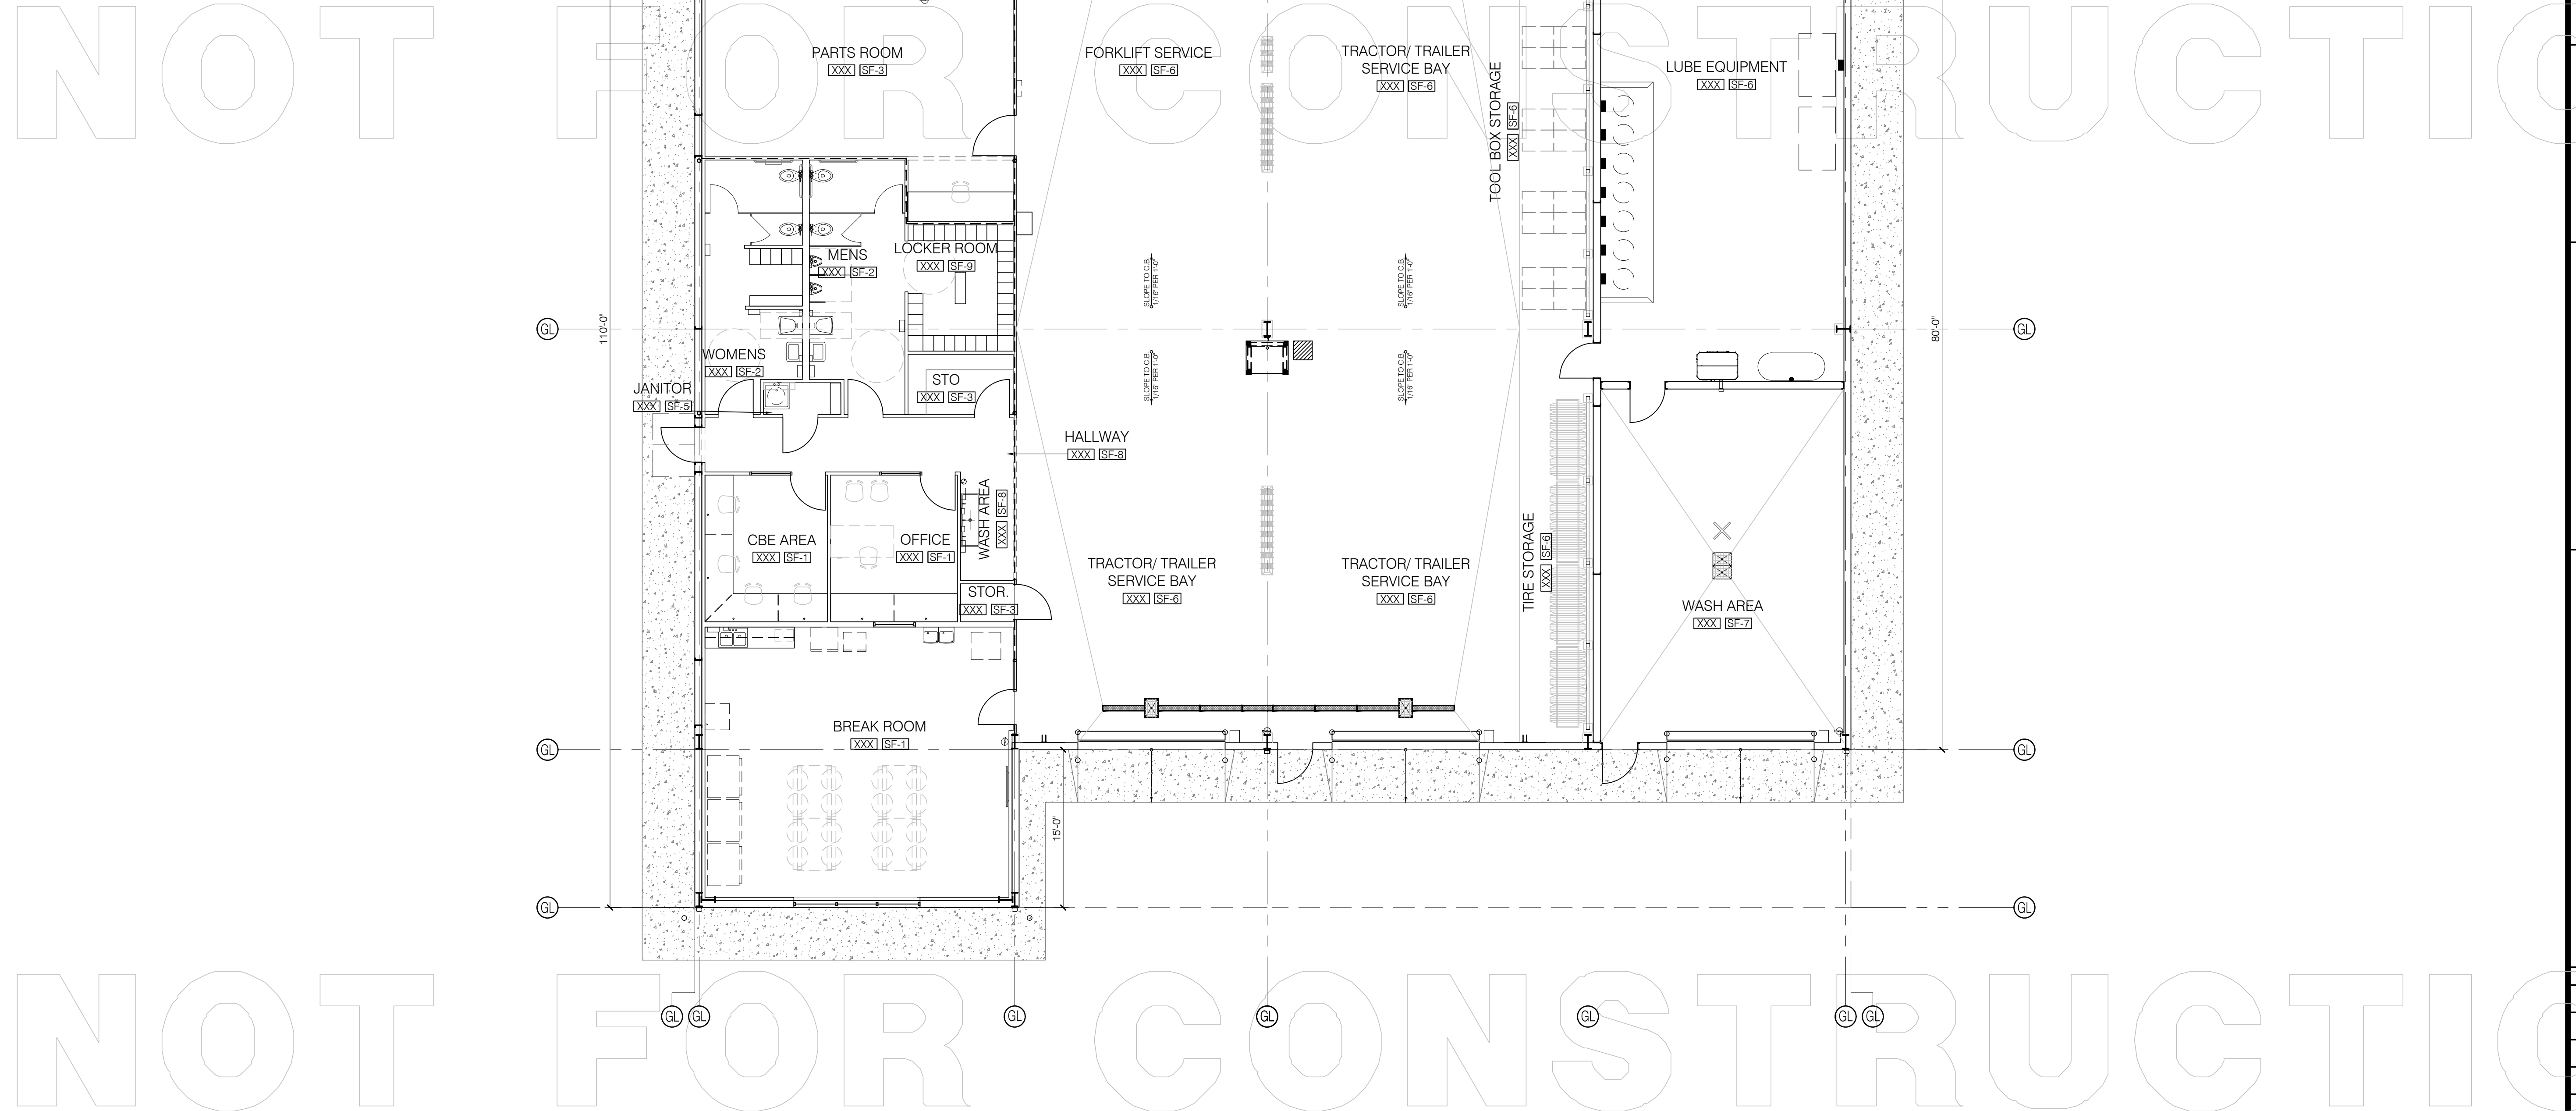 NOT FOR CONSTRUCTIO
PARTS ROOM
XXX SF-3
FORKLIFT SERVICE
XXX SF-6
TRACTOR/ TRAILER
SERVICE BAY
XXX SF-6
TOOL BOX STORAGE
XXX SF-6
LUBE EQUIPMENT
XXX SF-6
MENS
XXX SF-2
LOCKER ROOM
XXX SF-9
SLOPE TO C.B.
1/16" PER 1'-0"
SLOPE TO C.B.
1/16" PER 1'-0"
GL
110'-0"
80'-0"
GL
WOMENS
XXX SF-2
JANITOR
XXX SF-5
STO
XXX SF-3
SLOPE TO C.B.
1/16" PER 1'-0"
SLOPE TO C.B.
1/16" PER 1'-0"
HALLWAY
XXX SF-8
WASH AREA
XXX SF-8
CBE AREA
XXX SF-1
OFFICE
XXX SF-1
STOR.
XXX SF-3
TRACTOR/ TRAILER
SERVICE BAY
XXX SF-6
TRACTOR/ TRAILER
SERVICE BAY
XXX SF-6
TIRE STORAGE
XXX SF-6
WASH AREA
XXX SF-7
BREAK ROOM
XXX SF-1
GL
GL
15'-0"
GL
GL
GL GL GL GL GL GL GL
NOT FOR CONSTRUCTIO